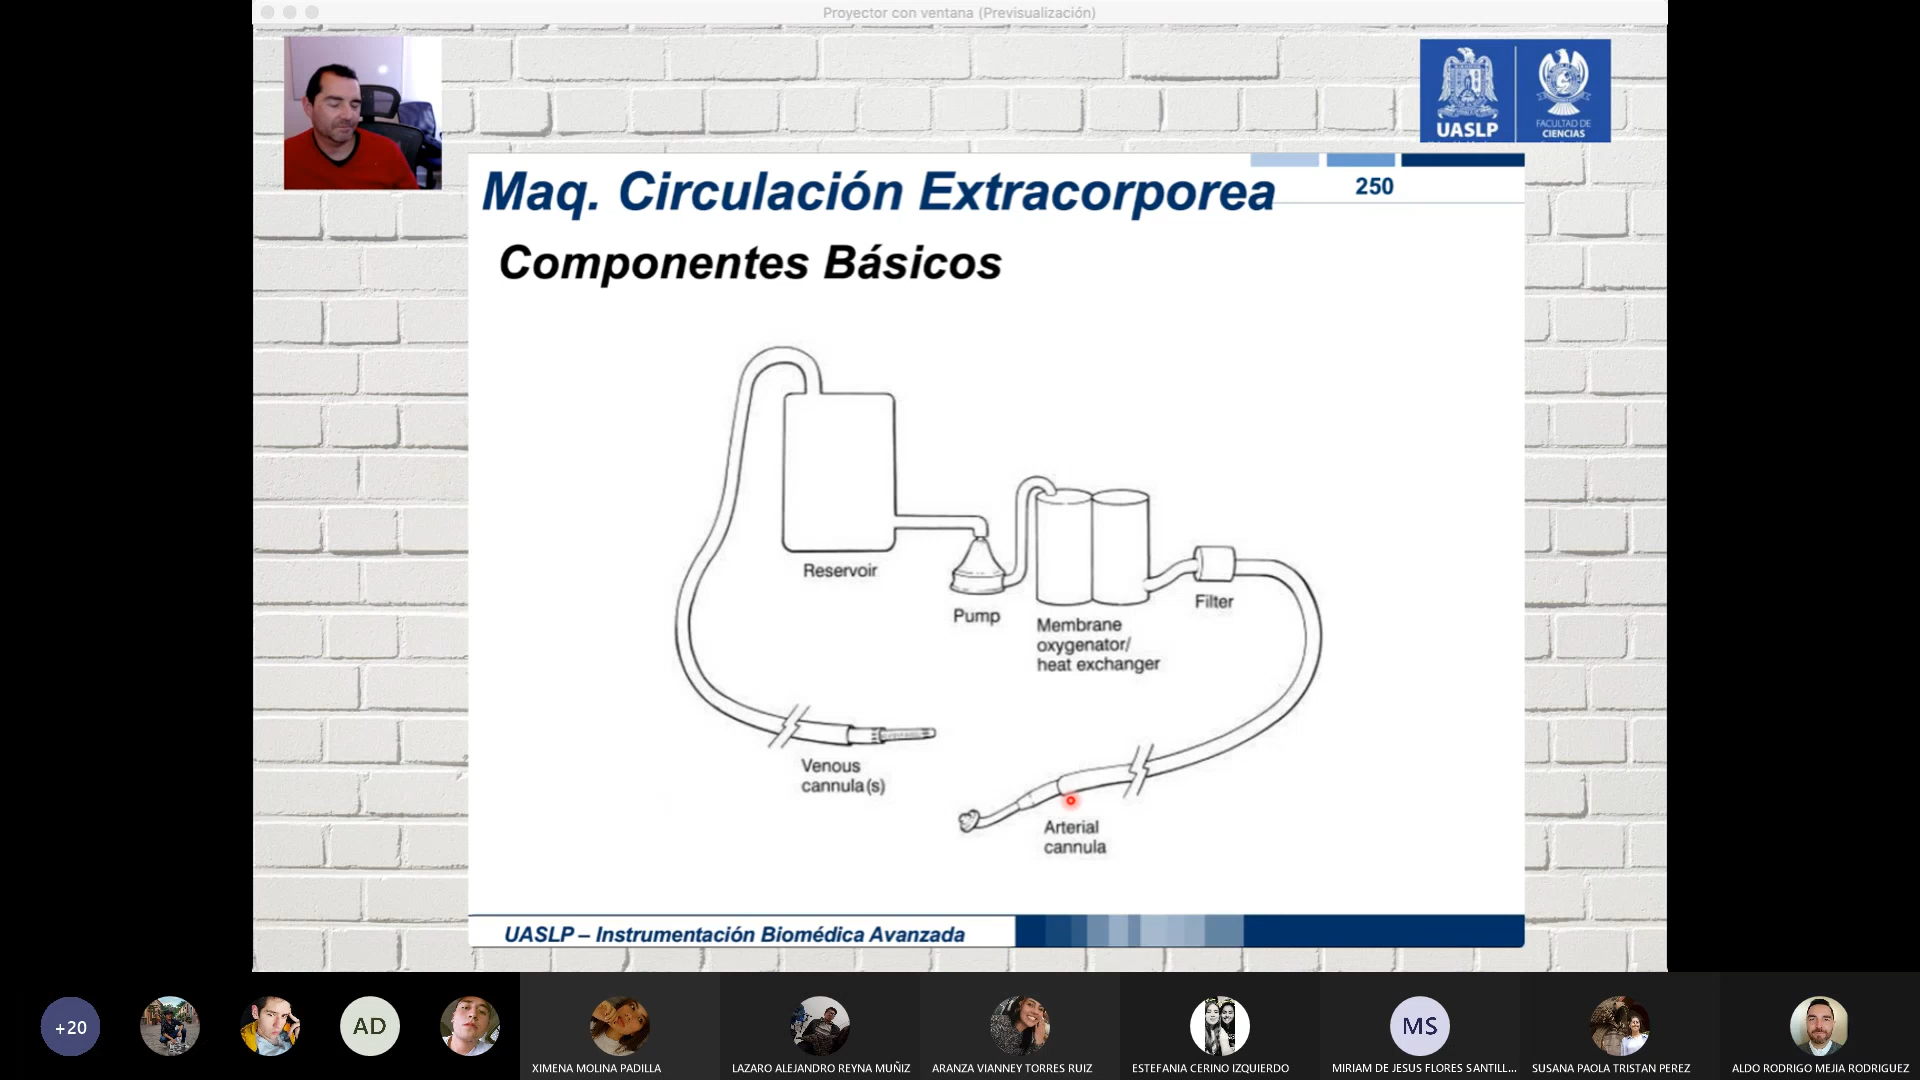 Proyector con ventana (Previsualización)
UASLP
FACULTAD DE
CIENCIAS
Maq. Circulación Extracorporea
250
Componentes Básicos
Reservoir
Pump
Membrane
oxygenator/
heat exchanger
Filter
Venous
cannula(s)
Arterial
cannula
UASLP – Instrumentación Biomédica Avanzada
+20
AD
MS
XIMENA MOLINA PADILLA
LAZARO ALEJANDRO REYNA MUÑIZ
ARANZA VIANNEY TORRES RUIZ
ESTEFANIA CERINO IZQUIERDO
MIRIAM DE JESUS FLORES SANTILL...
SUSANA PAOLA TRISTAN PEREZ
ALDO RODRIGO MEJIA RODRIGUEZ